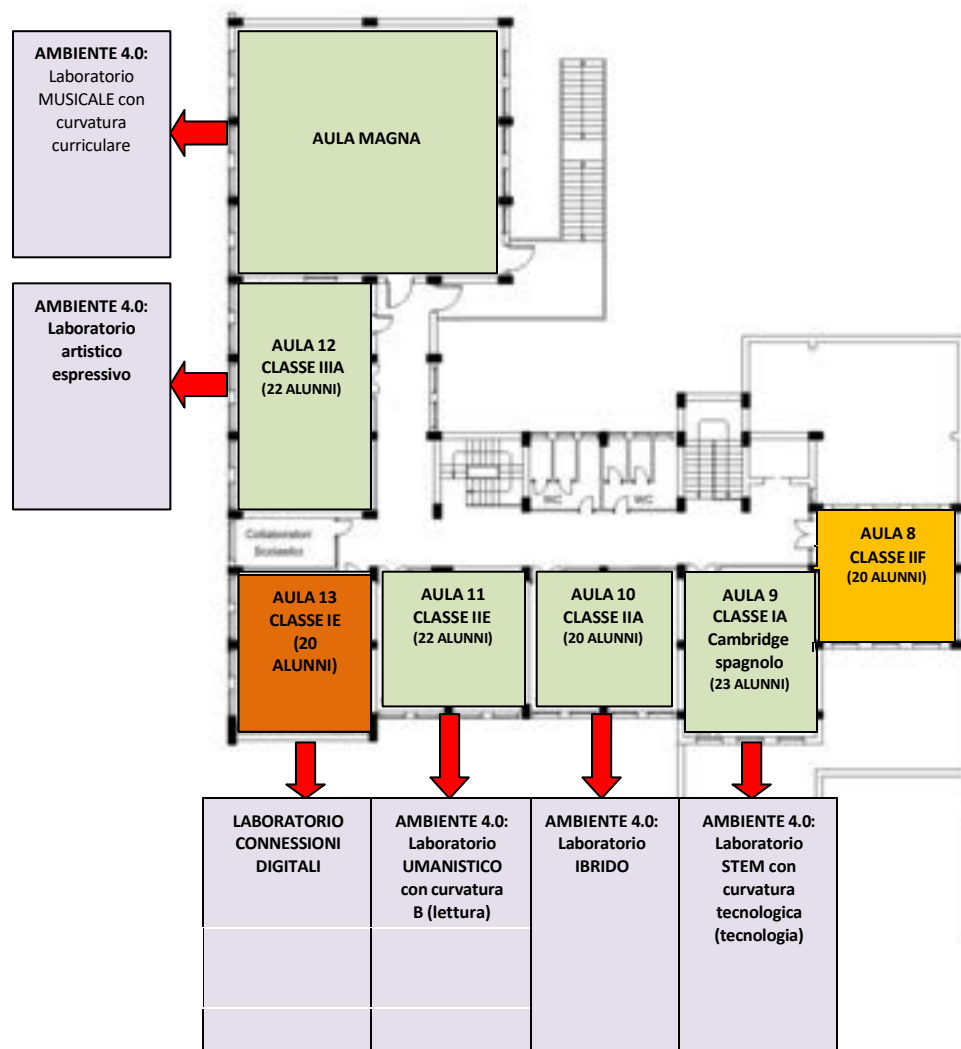 AMBIENTE 4.0:
Laboratorio
MUSICALE con
curvatura
curriculare
AULA MAGNA
AMBIENTE 4.0:
Laboratorio
artistico
espressivo
AULA 12
CLASSE IIIA
(22 ALUNNI)
WC
WC
Collaboratori
Scolastici
AULA 8
CLASSE IIF
(20 ALUNNI)
AULA 13
CLASSE IE
(20
ALUNNI)
AULA 11
CLASSE IIE
(22 ALUNNI)
AULA 10
CLASSE IIA
(20 ALUNNI)
AULA 9
CLASSE IA
Cambridge
spagnolo
(23 ALUNNI)
LABORATORIO
CONNESSIONI
DIGITALI
AMBIENTE 4.0:
Laboratorio
UMANISTICO
con curvatura
B (lettura)
AMBIENTE 4.0:
Laboratorio
IBRIDO
AMBIENTE 4.0:
Laboratorio
STEM con
curvatura
tecnologica
(tecnologia)